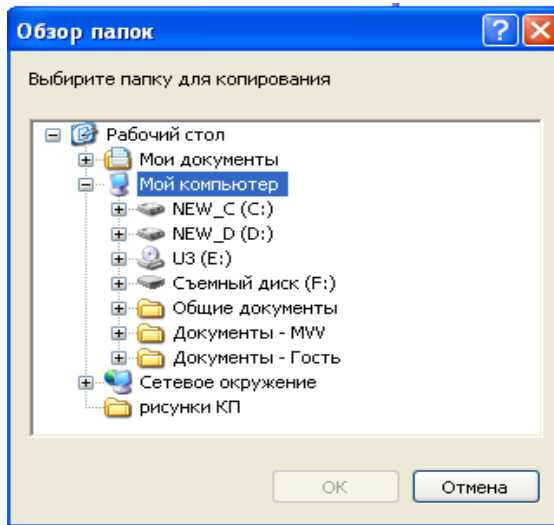 Обзор папок
Выбирите папку для копирования
Рабочий стол
Мои документы
Мой компьютер
NEW_C (C:)
NEW_D (D:)
U3 (E:)
Съемный диск (F:)
Общие документы
Документы - MVV
Документы - Гость
Сетевое окружение
рисунки КП
ОК Отмена